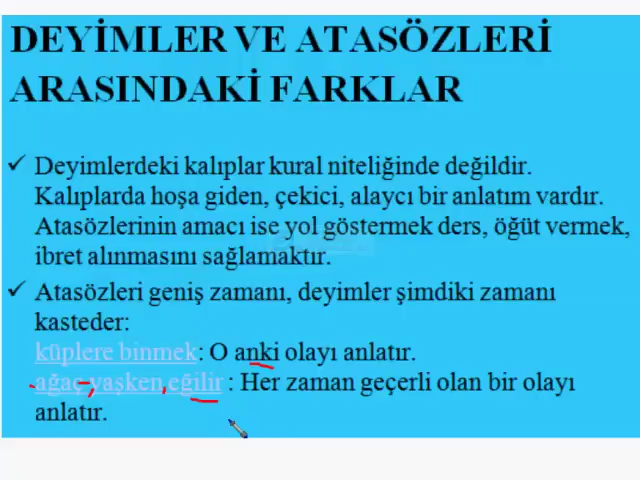 DEYİMLER VE ATASÖZLERİ
ARASINDAKİ FARKLAR
✓ Deyimlerdeki kalıplar kural niteliğinde değildir.
Kalıplarda hoşa giden, çekici, alaycı bir anlatım vardır.
Atasözlerinin amacı ise yol göstermek ders, öğüt vermek,
ibret alınmasını sağlamaktır.
✓ Atasözleri geniş zamanı, deyimler şimdiki zamanı
kasteder:
küplere binmek: O anki olayı anlatır.
ağaç yaşken eğilir : Her zaman geçerli olan bir olayı
anlatır.